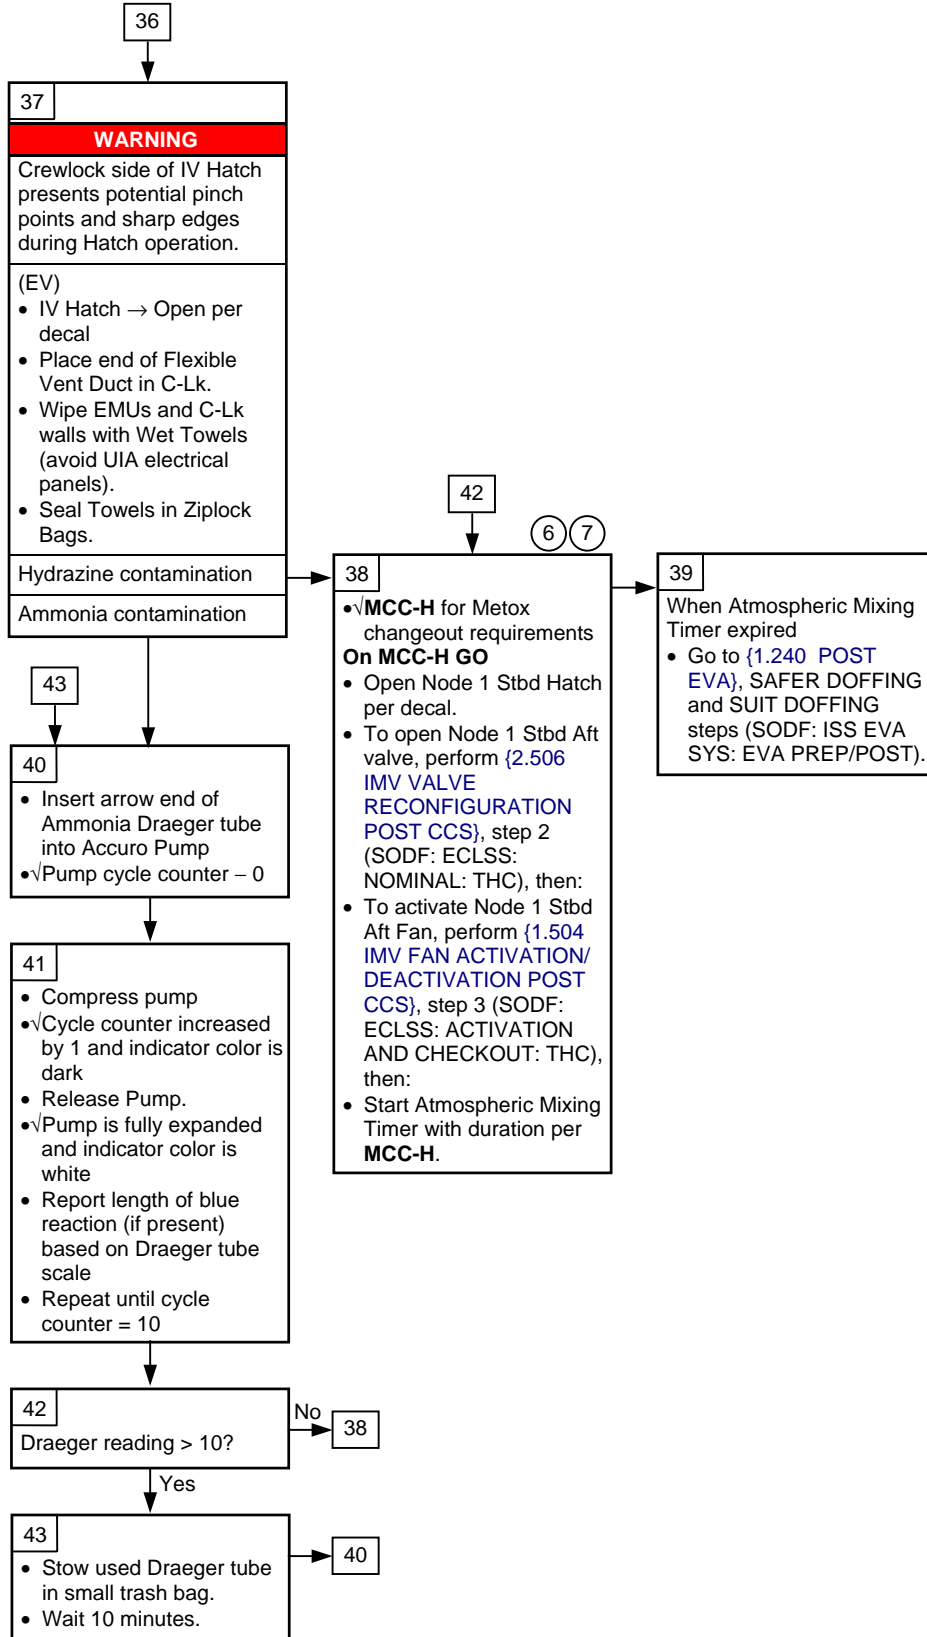 36
37
WARNING
Crewlock side of IV Hatch
presents potential pinch
points and sharp edges
during Hatch operation.
(EV)
• IV Hatch → Open per
decal
• Place end of Flexible
Vent Duct in C-Lk.
• Wipe EMUs and C-Lk
walls with Wet Towels
(avoid UIA electrical
panels).
• Seal Towels in Ziplock
Bags.
Hydrazine contamination
Ammonia contamination
42
6 7
38
•√MCC-H for Metox
changeout requirements
On MCC-H GO
• Open Node 1 Stbd Hatch
per decal.
• To open Node 1 Stbd Aft
valve, perform {2.506
IMV VALVE
RECONFIGURATION
POST CCS}, step 2
(SODF: ECLSS:
NOMINAL: THC), then:
• To activate Node 1 Stbd
Aft Fan, perform {1.504
IMV FAN ACTIVATION/
DEACTIVATION POST
CCS}, step 3 (SODF:
ECLSS: ACTIVATION
AND CHECKOUT: THC),
then:
• Start Atmospheric Mixing
Timer with duration per
MCC-H.
39
When Atmospheric Mixing
Timer expired
• Go to {1.240 POST
EVA}, SAFER DOFFING
and SUIT DOFFING
steps (SODF: ISS EVA
SYS: EVA PREP/POST).
43
40
• Insert arrow end of
Ammonia Draeger tube
into Accuro Pump
•√Pump cycle counter – 0
41
• Compress pump
•√Cycle counter increased
by 1 and indicator color is
dark
• Release Pump.
•√Pump is fully expanded
and indicator color is
white
• Report length of blue
reaction (if present)
based on Draeger tube
scale
• Repeat until cycle
counter = 10
42
Draeger reading > 10?
No
38
Yes
43
• Stow used Draeger tube
in small trash bag.
• Wait 10 minutes.
40